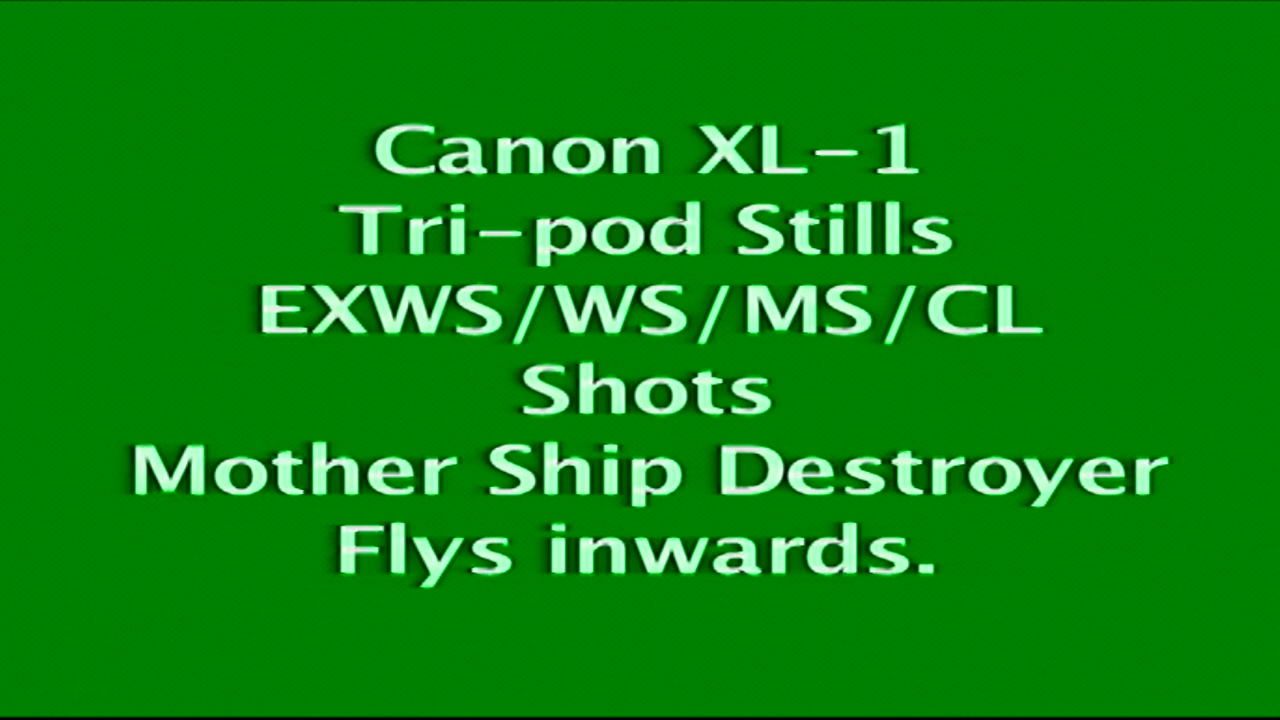 Canon XL-1
Tri-pod Stills
EXWS/WS/MS/CL
Shots
Mother Ship Destroyer
Flys inwards.